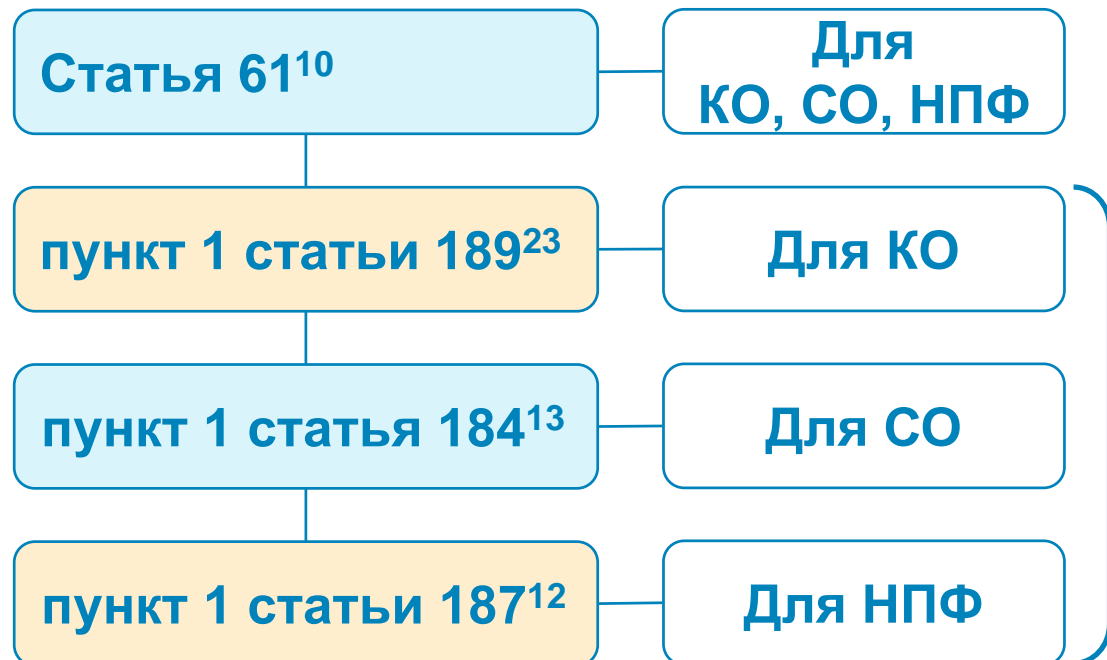 Статья 61¹⁰
Для
КО, СО, НПФ
пункт 1 статьи 189²³
Для КО
пункт 1 статья 184¹³
Для СО
пункт 1 статьи 187¹²
Для НПФ